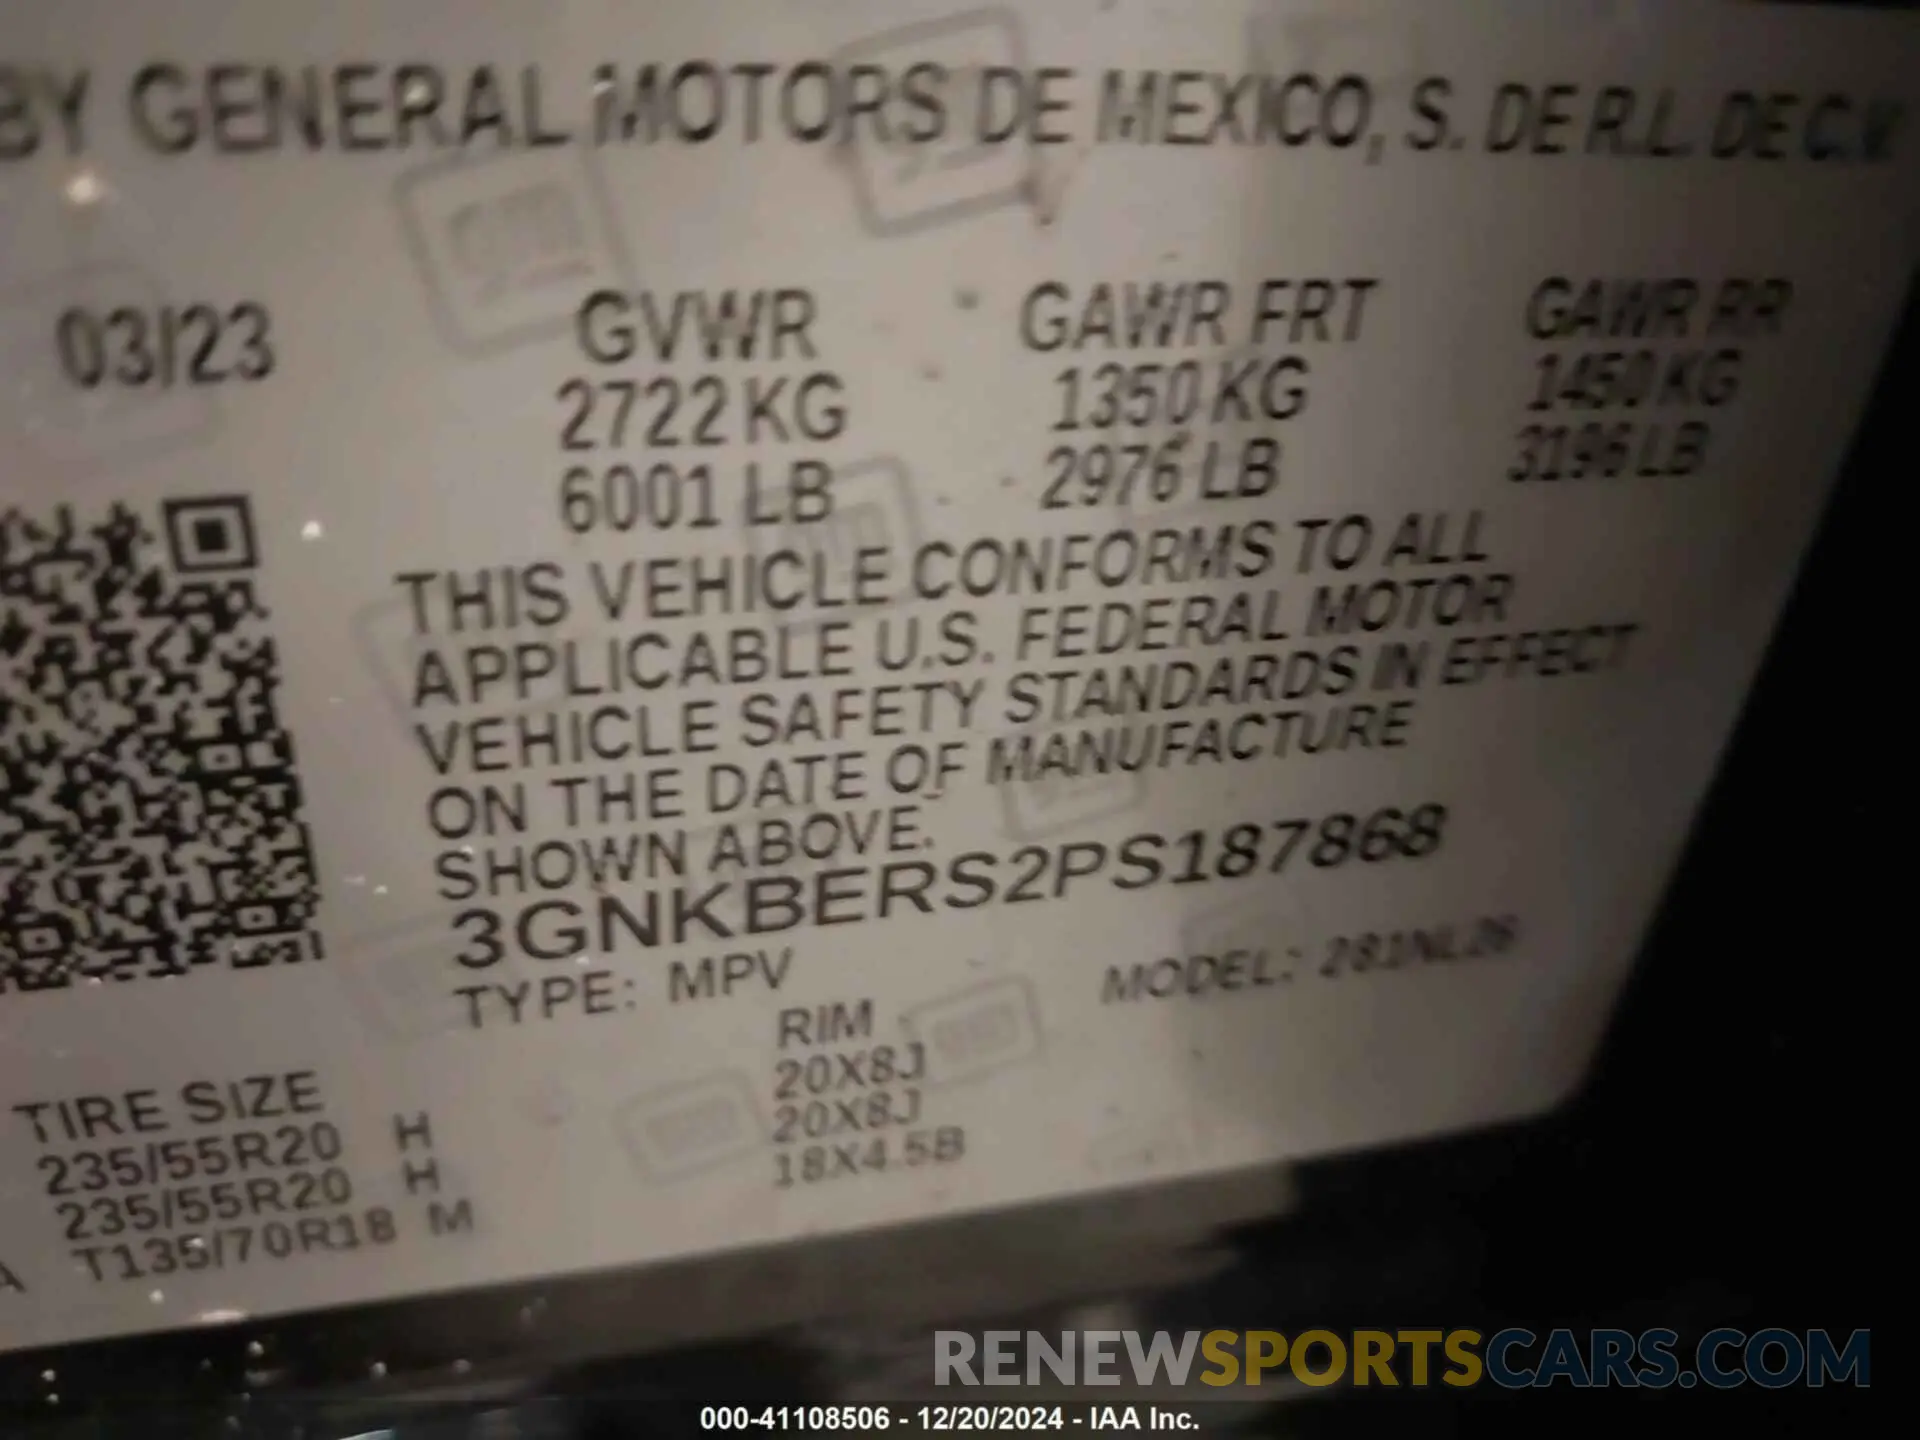 BY GENERAL MOTORS DE MEXICO, S. DE R.L. DE C.V.
03/23 GVWR GAWR FRT GAWR RR
2722 KG 1350 KG 1450 KG
6001 LB 2976 LB 3196 LB
THIS VEHICLE CONFORMS TO ALL
APPLICABLE U.S. FEDERAL MOTOR
VEHICLE SAFETY STANDARDS IN EFFECT
ON THE DATE OF MANUFACTURE
SHOWN ABOVE.
3GNKBERS2PS187868
TYPE: MPV MODEL: 281NL26
TIRE SIZE RIM
235/55R20 H 20X8J
235/55R20 H 20X8J
A T135/70R18 M 18X4.5B
RENEWSPORTSCARS.COM
000-41108506 - 12/20/2024 - IAA Inc.